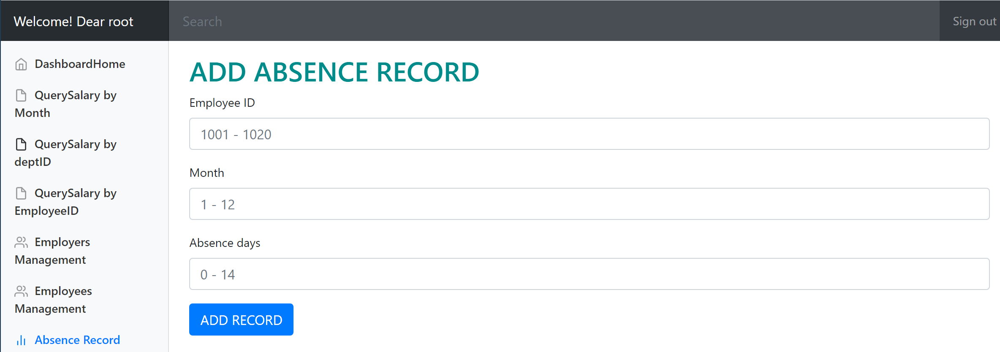 Welcome! Dear root
Search
Sign out
DashboardHome
QuerySalary by
Month
QuerySalary by
deptID
QuerySalary by
EmployeeID
Employers
Management
Employees
Management
Absence Record
ADD ABSENCE RECORD
Employee ID
1001 - 1020
Month
1 - 12
Absence days
0 - 14
ADD RECORD